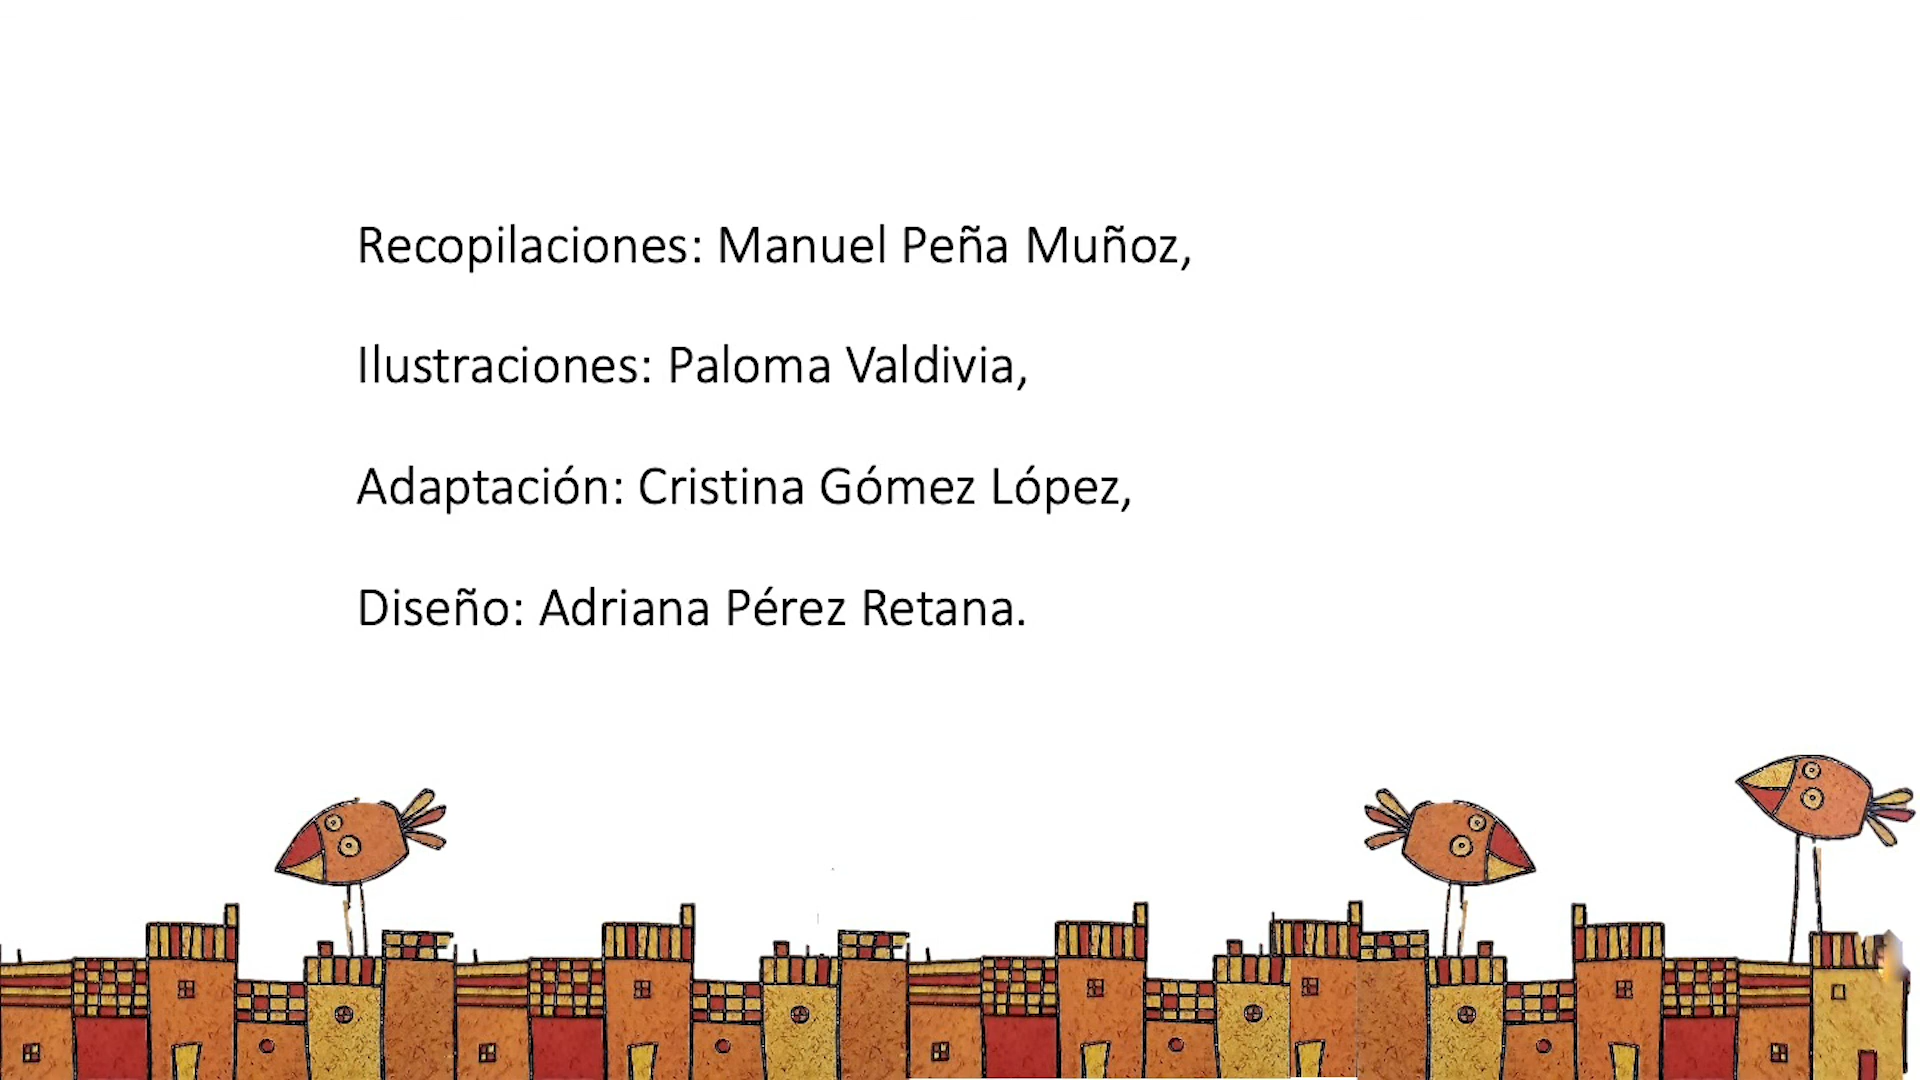 Recopilaciones: Manuel Peña Muñoz,
Ilustraciones: Paloma Valdivia,
Adaptación: Cristina Gómez López,
Diseño: Adriana Pérez Retana.